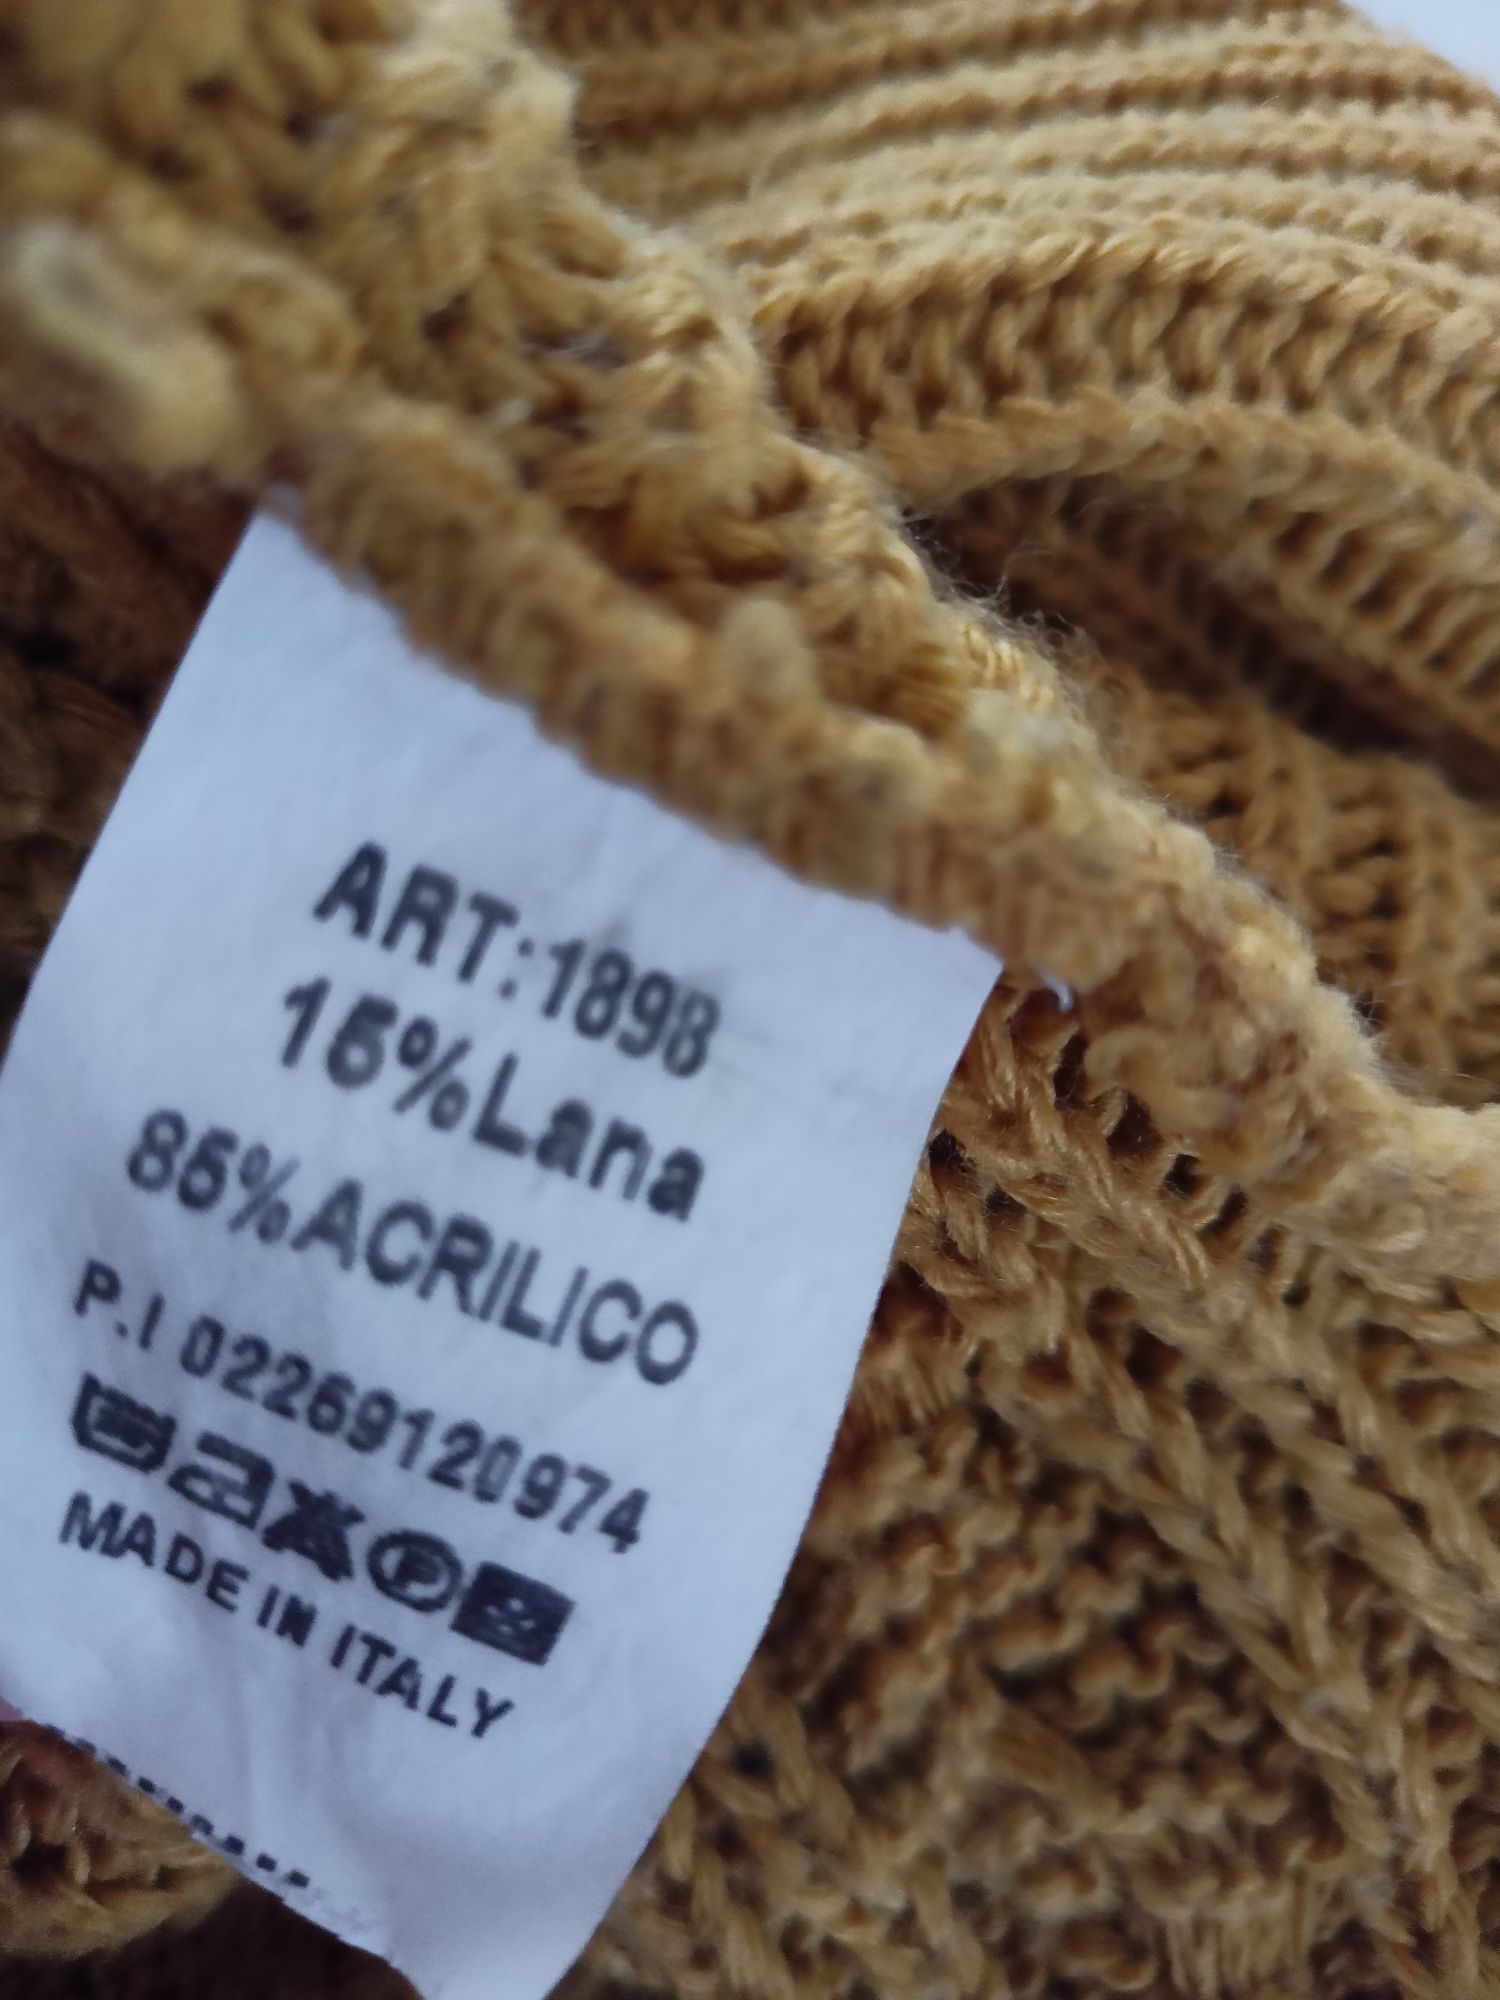 ART:1898
15%Lana
85%ACRILICO
P.I 02269120974
MADE IN ITALY